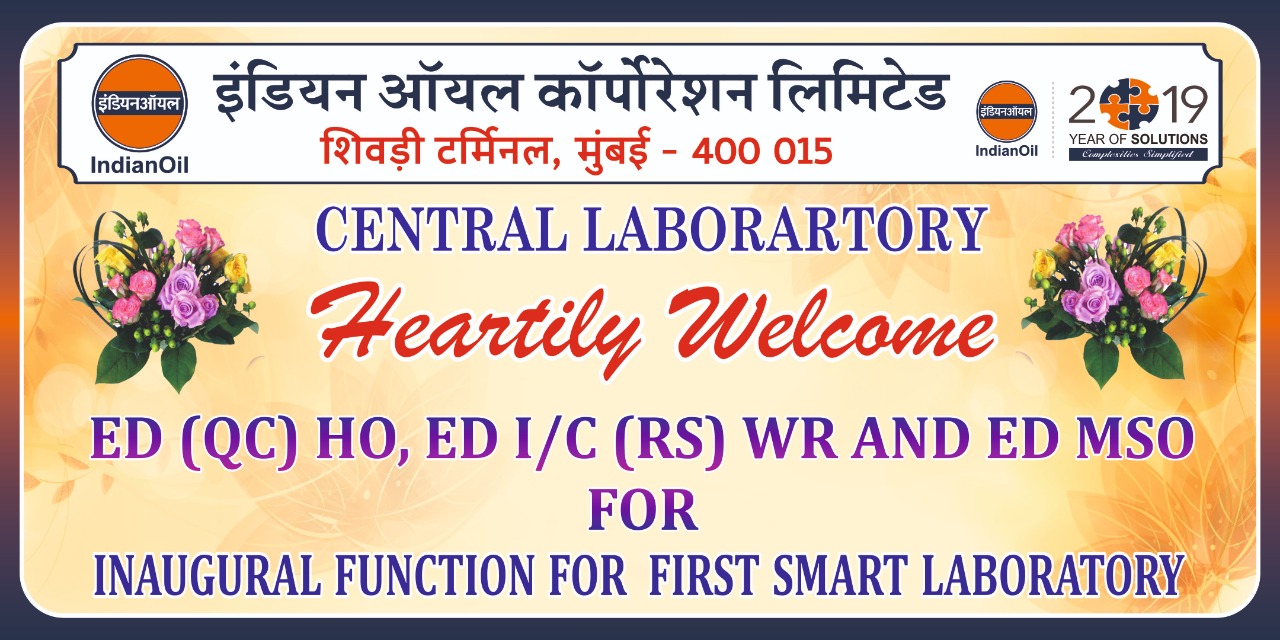 इंडियनऑयल
IndianOil
इंडियन ऑयल कॉर्पोरेशन लिमिटेड
शिवड़ी टर्मिनल, मुंबई - 400 015
इंडियनऑयल
IndianOil
2019
YEAR OF SOLUTIONS
Complexities Simplified
CENTRAL LABORARTORY
Heartily Welcome
ED (QC) HO, ED I/C (RS) WR AND ED MSO
FOR
INAUGURAL FUNCTION FOR FIRST SMART LABORATORY